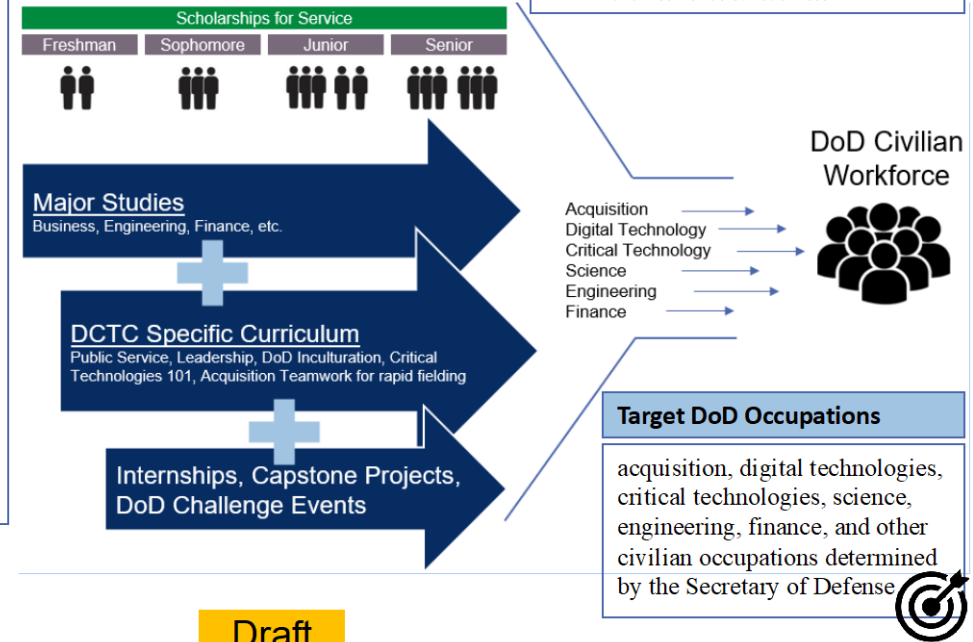 Scholarships for Service
Freshman
Sophomore
Junior
Senior
Major Studies
Business, Engineering, Finance, etc.
DCTC Specific Curriculum
Public Service, Leadership, DoD Inculturation, Critical
Technologies 101, Acquisition Teamwork for rapid fielding
Internships, Capstone Projects,
DoD Challenge Events
Acquisition
Digital Technology
Critical Technology
Science
Engineering
Finance
DoD Civilian
Workforce
Target DoD Occupations
acquisition, digital technologies,
critical technologies, science,
engineering, finance, and other
civilian occupations determined
by the Secretary of Defense
Draft